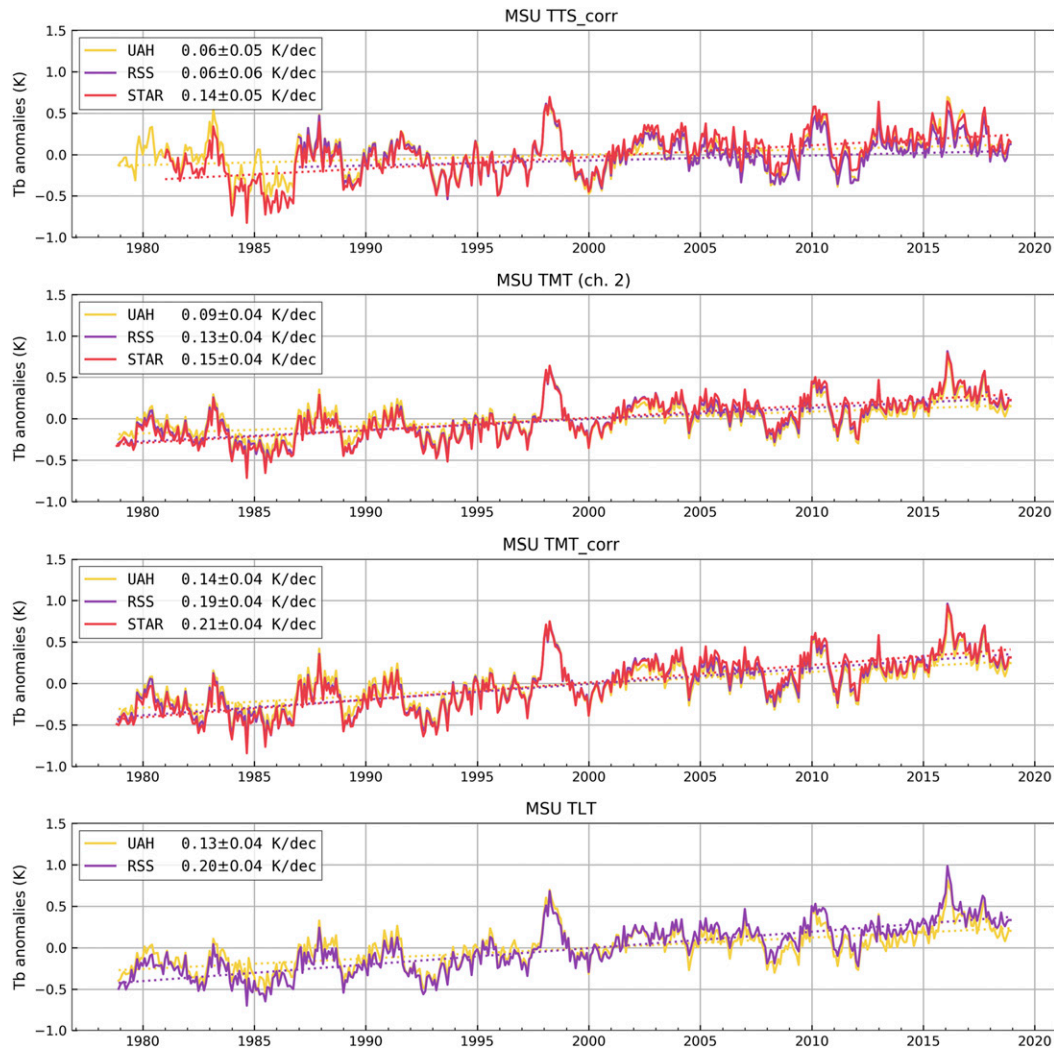 MSU TTS_corr
1.5
UAH 0.06±0.05 K/dec
RSS 0.06±0.06 K/dec
STAR 0.14±0.05 K/dec
1.0
0.5
0.0
−0.5
−1.0
Tb anomalies (K)
1980 1985 1990 1995 2000 2005 2010 2015 2020
MSU TMT (ch. 2)
1.5
UAH 0.09±0.04 K/dec
RSS 0.13±0.04 K/dec
STAR 0.15±0.04 K/dec
1.0
0.5
0.0
−0.5
−1.0
Tb anomalies (K)
1980 1985 1990 1995 2000 2005 2010 2015 2020
MSU TMT_corr
1.5
UAH 0.14±0.04 K/dec
RSS 0.19±0.04 K/dec
STAR 0.21±0.04 K/dec
1.0
0.5
0.0
−0.5
−1.0
Tb anomalies (K)
1980 1985 1990 1995 2000 2005 2010 2015 2020
MSU TLT
1.5
UAH 0.13±0.04 K/dec
RSS 0.20±0.04 K/dec
1.0
0.5
0.0
−0.5
−1.0
Tb anomalies (K)
1980 1985 1990 1995 2000 2005 2010 2015 2020